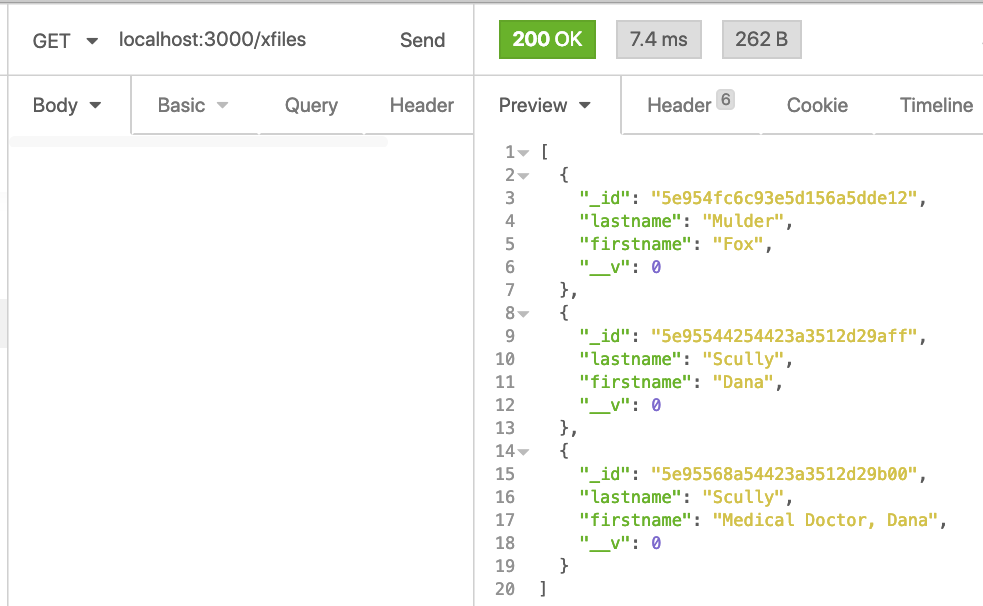 GET localhost:3000/xfiles Send 200 OK 7.4 ms 262 B
Body Basic Query Header Preview Header 6 Cookie Timeline
1 [
2 {
3 "_id": "5e954fc6c93e5d156a5dde12",
4 "lastname": "Mulder",
5 "firstname": "Fox",
6 "__v": 0
7 },
8 {
9 "_id": "5e95544254423a3512d29aff",
10 "lastname": "Scully",
11 "firstname": "Dana",
12 "__v": 0
13 },
14 {
15 "_id": "5e95568a54423a3512d29b00",
16 "lastname": "Scully",
17 "firstname": "Medical Doctor, Dana",
18 "__v": 0
19 }
20 ]